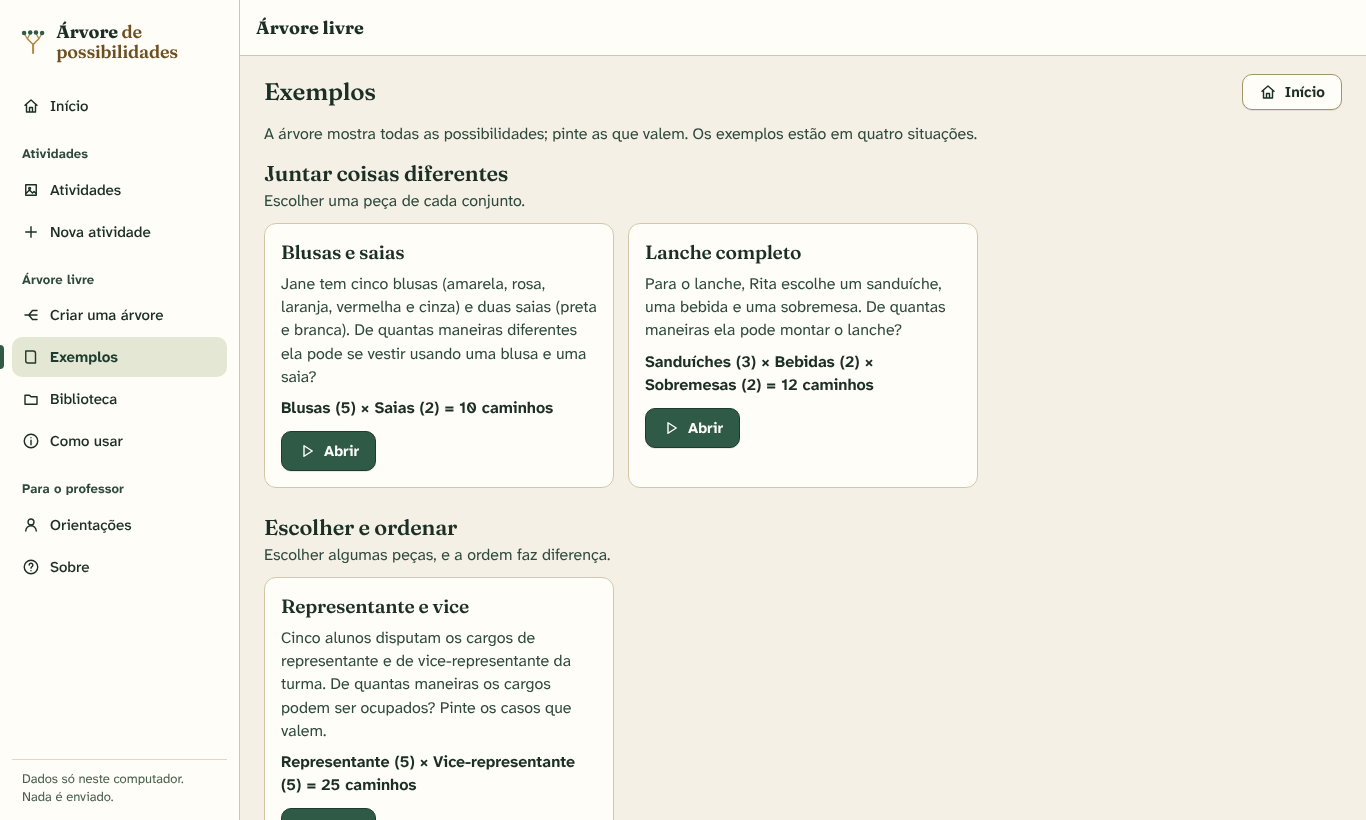 Árvore de
possibilidades
Início
Atividades
Atividades
Nova atividade
Árvore livre
Criar uma árvore
Exemplos
Biblioteca
Como usar
Para o professor
Orientações
Sobre
Dados só neste computador.
Nada é enviado.
Árvore livre
Exemplos
Início
A árvore mostra todas as possibilidades; pinte as que valem. Os exemplos estão em quatro situações.
Juntar coisas diferentes
Escolher uma peça de cada conjunto.
Blusas e saias
Jane tem cinco blusas (amarela, rosa,
laranja, vermelha e cinza) e duas saias (preta
e branca). De quantas maneiras diferentes
ela pode se vestir usando uma blusa e uma
saia?
Blusas (5) × Saias (2) = 10 caminhos
Abrir
Lanche completo
Para o lanche, Rita escolhe um sanduíche,
uma bebida e uma sobremesa. De quantas
maneiras ela pode montar o lanche?
Sanduíches (3) × Bebidas (2) ×
Sobremesas (2) = 12 caminhos
Abrir
Escolher e ordenar
Escolher algumas peças, e a ordem faz diferença.
Representante e vice
Cinco alunos disputam os cargos de
representante e de vice-representante da
turma. De quantas maneiras os cargos
podem ser ocupados? Pinte os casos que
valem.
Representante (5) × Vice-representante
(5) = 25 caminhos